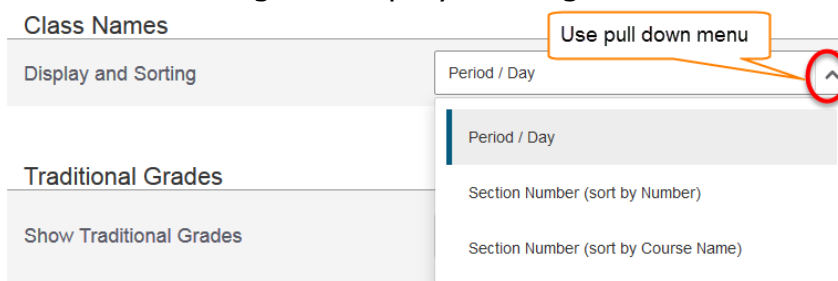 Class Names
Use pull down menu
Display and Sorting
Period / Day
Period / Day
Traditional Grades
Section Number (sort by Number)
Show Traditional Grades
Section Number (sort by Course Name)